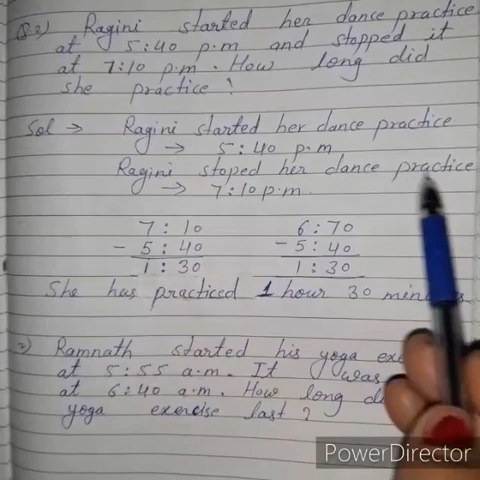 Q.2) Ragini started her dance practice
at 5:40 p.m and stopped it
at 7:10 p.m. How long did
she practice?
Sol → Ragini started her dance practice
→ 5:40 p.m
Ragini stoped her dance practice
→ 7:10 p.m.
7:10 6:70
- 5:40 - 5:40
1:30 1:30
She has practiced 1 hour 30 minutes
2) Ramnath started his yoga
at 5:55 a.m. It was
at 6:40 a.m. How long
yoga exercise last?
PowerDirector